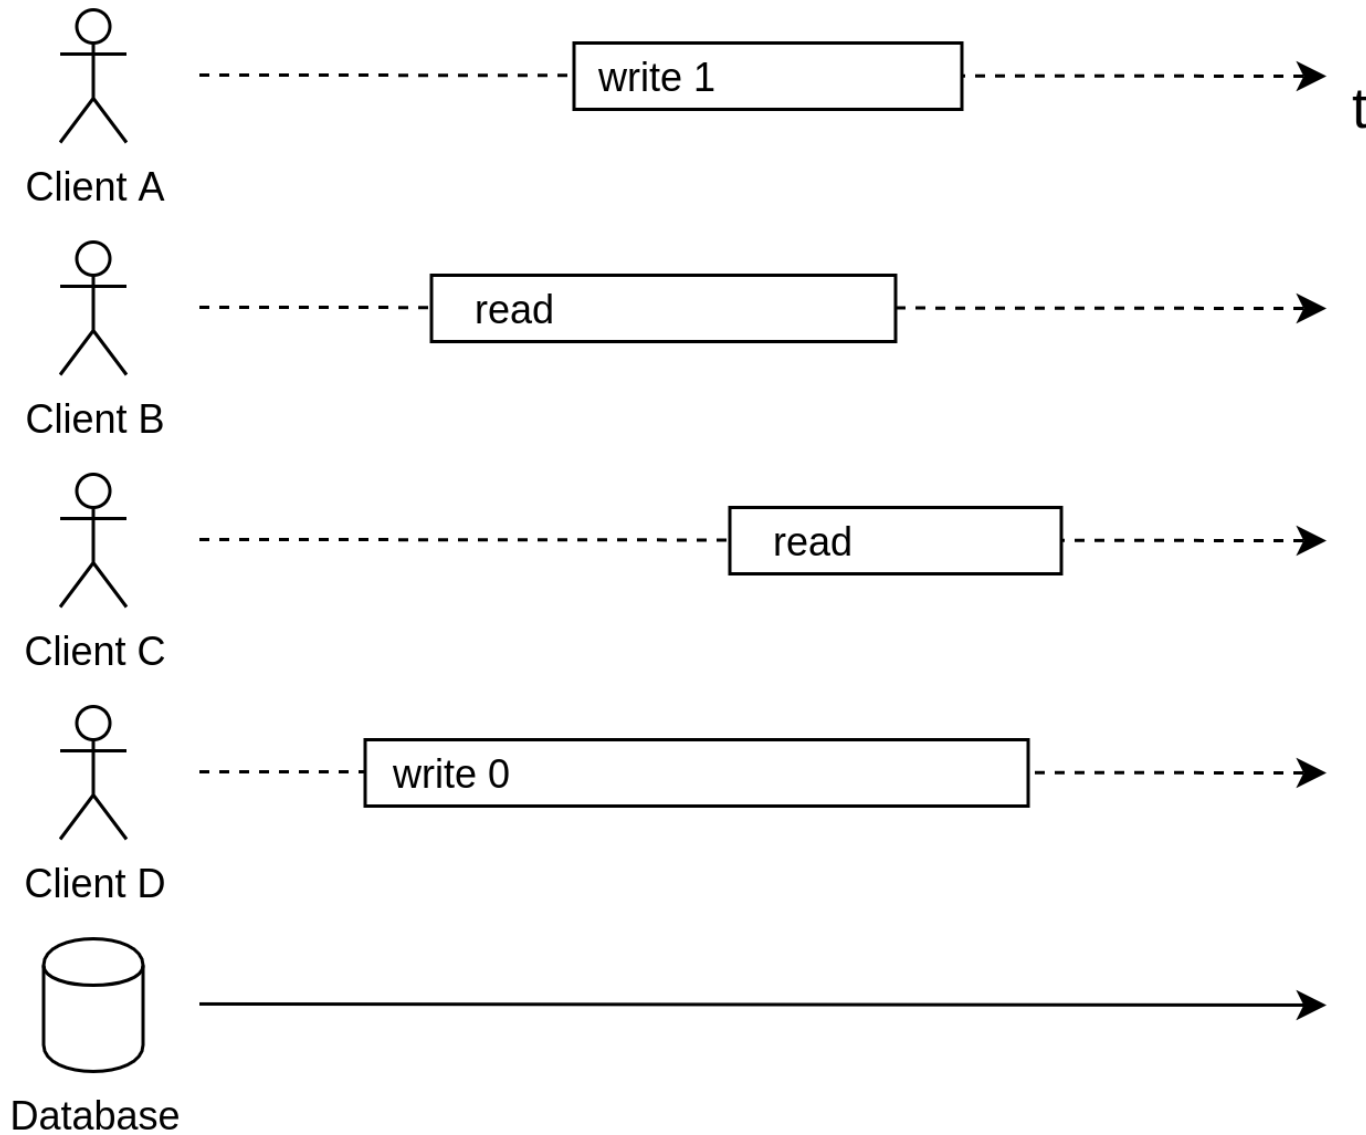 write 1
t
Client A
read
Client B
read
Client C
write 0
Client D
Database